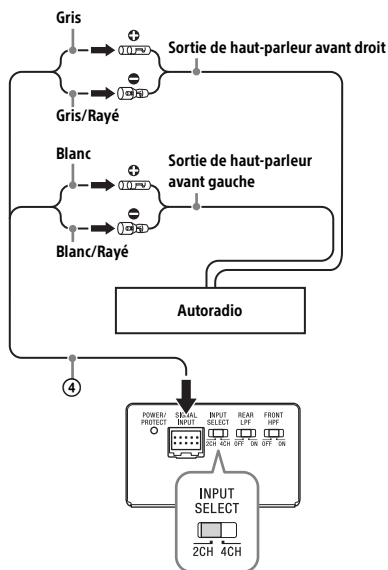 Gris
Sortie de haut-parleur avant droit
Gris/Rayé
Blanc
Sortie de haut-parleur
avant gauche
Blanc/Rayé
Autoradio
④
POWER/
PROTECT
SIGNAL
INPUT
INPUT
SELECT
2CH 4CH
REAR
LPF
OFF ON
FRONT
HPF
OFF ON
INPUT
SELECT
2CH 4CH